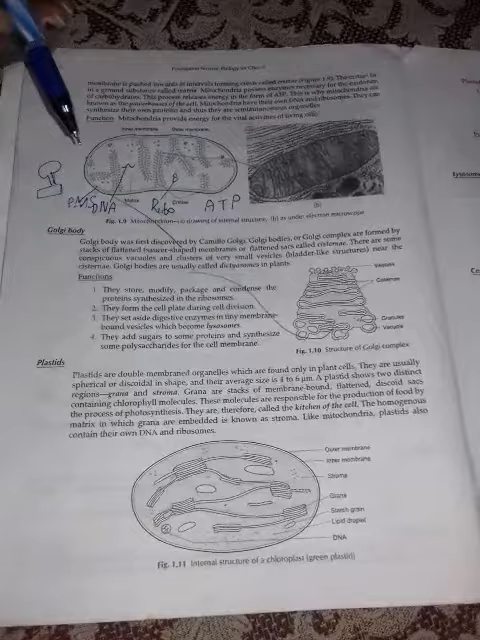 Foundation Science: Biology for Class 9
membrane is pushed inwards at intervals forming creases called cristae (Figure 1.9). The cristae lie
in a ground substance called matrix. Mitochondria possess enzymes necessary for the oxidation
of carbohydrates. This process releases energy in the form of ATP. This is why mitochondria are
known as the powerhouses of the cell. Mitochondria have their own DNA and ribosomes. They can
synthesize their own proteins and thus they are semiautonomous organelles.
Function Mitochondria provide energy for the vital activities of living cells.
Inner membrane Outer membrane
Matrix Cristae
DNA Ribo ATP
(b)
Fig. 1.9 Mitochondrion—(a) drawing of internal structure, (b) as under electron microscope
Golgi body
Golgi body was first discovered by Camillo Golgi. Golgi bodies, or Golgi complex are formed by
stacks of flattened (saucer-shaped) membranes or flattened sacs called cisternae. There are some
conspicuous vacuoles and clusters of very small vesicles (bladder-like structures) near the
cisternae. Golgi bodies are usually called dictyosomes in plants.
Functions
1. They store, modify, package and condense the
proteins synthesized in the ribosomes.
2. They form the cell plate during cell division.
3. They set aside digestive enzymes in tiny membrane-
bound vesicles which become lysosomes.
4. They add sugars to some proteins and synthesize
some polysaccharides for the cell membrane.
Vesicles
Cisternae
Granules
Vacuole
Fig. 1.10 Structure of Golgi complex
Plastids
Plastids are double membraned organelles which are found only in plant cells. They are usually
spherical or discoidal in shape, and their average size is 4 to 6 μm. A plastid shows two distinct
regions—grana and stroma. Grana are stacks of membrane-bound, flattened, discoid sacs
containing chlorophyll molecules. These molecules are responsible for the production of food by
the process of photosynthesis. They are, therefore, called the kitchen of the cell. The homogenous
matrix in which grana are embedded is known as stroma. Like mitochondria, plastids also
contain their own DNA and ribosomes.
Outer membrane
Inner membrane
Stroma
Grana
Starch grain
Lipid droplet
DNA
Fig. 1.11 Internal structure of a chloroplast (green plastid)